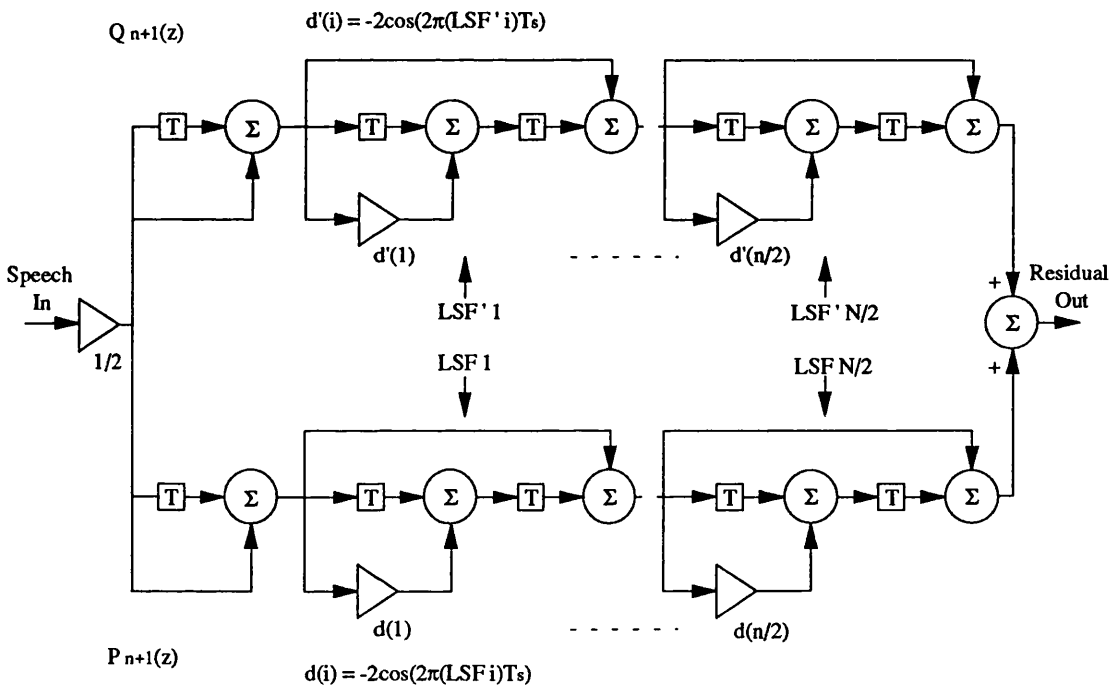 Q n+1(z)
d'(i) = -2cos(2π(LSF' i)Ts)
T Σ T Σ T Σ T Σ T Σ
d'(1)
d'(n/2)
Speech
In
1/2
LSF' 1
LSF' N/2
LSF 1
LSF N/2
+
Σ
+
Residual
Out
T Σ T Σ T Σ T Σ T Σ
d(1)
d(n/2)
P n+1(z)
d(i) = -2cos(2π(LSF i)Ts)